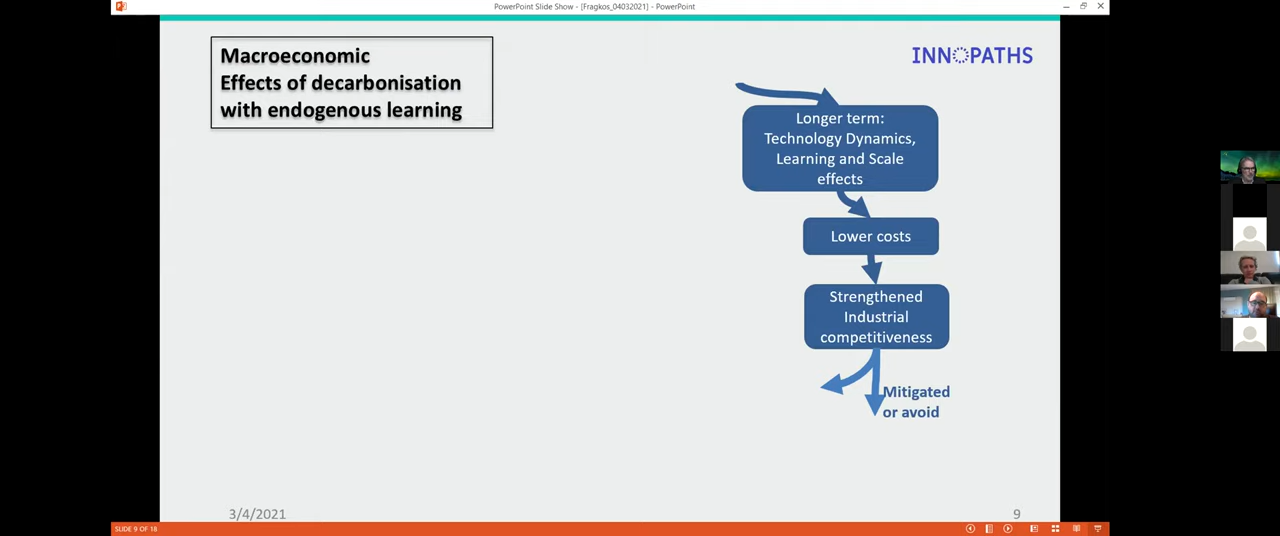 PowerPoint Slide Show - [Fragkos_04032021] - PowerPoint
Macroeconomic
Effects of decarbonisation
with endogenous learning
INNOPATHS
Longer term:
Technology Dynamics,
Learning and Scale
effects
Lower costs
Strengthened
Industrial
competitiveness
Mitigated
or avoid
3/4/2021
9
SLIDE 9 OF 18